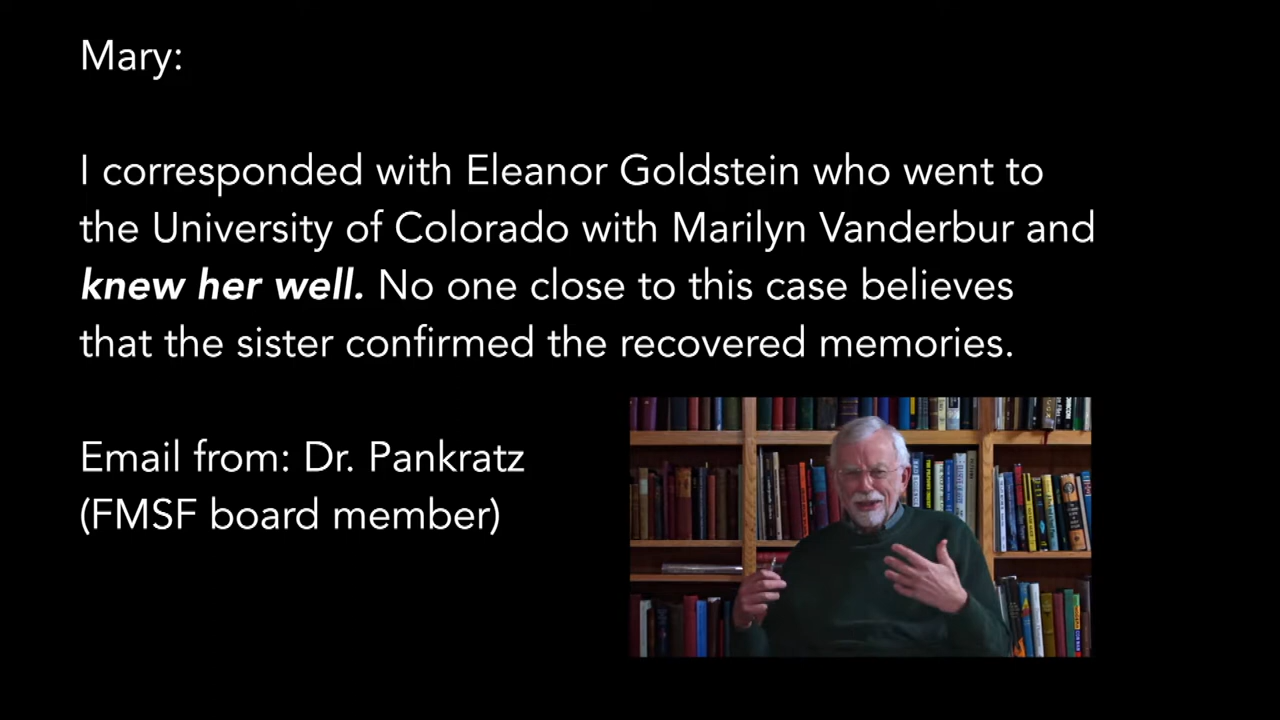 Mary:
I corresponded with Eleanor Goldstein who went to
the University of Colorado with Marilyn Vanderbur and
knew her well. No one close to this case believes
that the sister confirmed the recovered memories.
Email from: Dr. Pankratz
(FMSF board member)